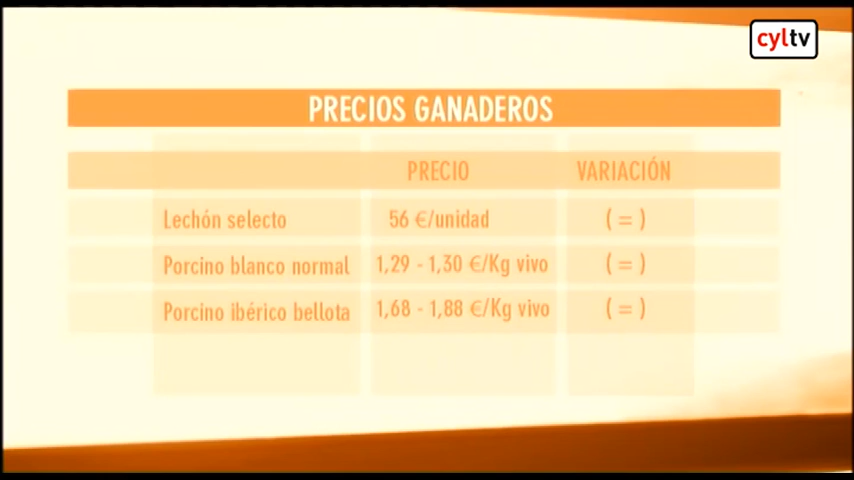 cyltv
PRECIOS GANADEROS
PRECIO VARIACIÓN
Lechón selecto 56 €/unidad ( = )
Porcino blanco normal 1,29 - 1,30 €/Kg vivo ( = )
Porcino ibérico bellota 1,68 - 1,88 €/Kg vivo ( = )